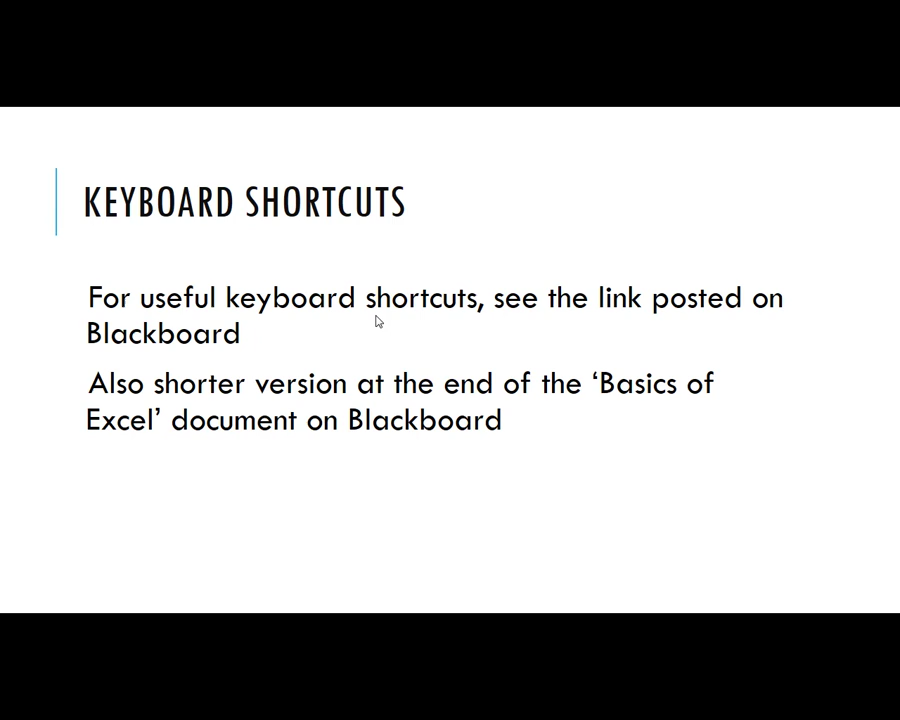 KEYBOARD SHORTCUTS
For useful keyboard shortcuts, see the link posted on
Blackboard
Also shorter version at the end of the ‘Basics of
Excel’ document on Blackboard